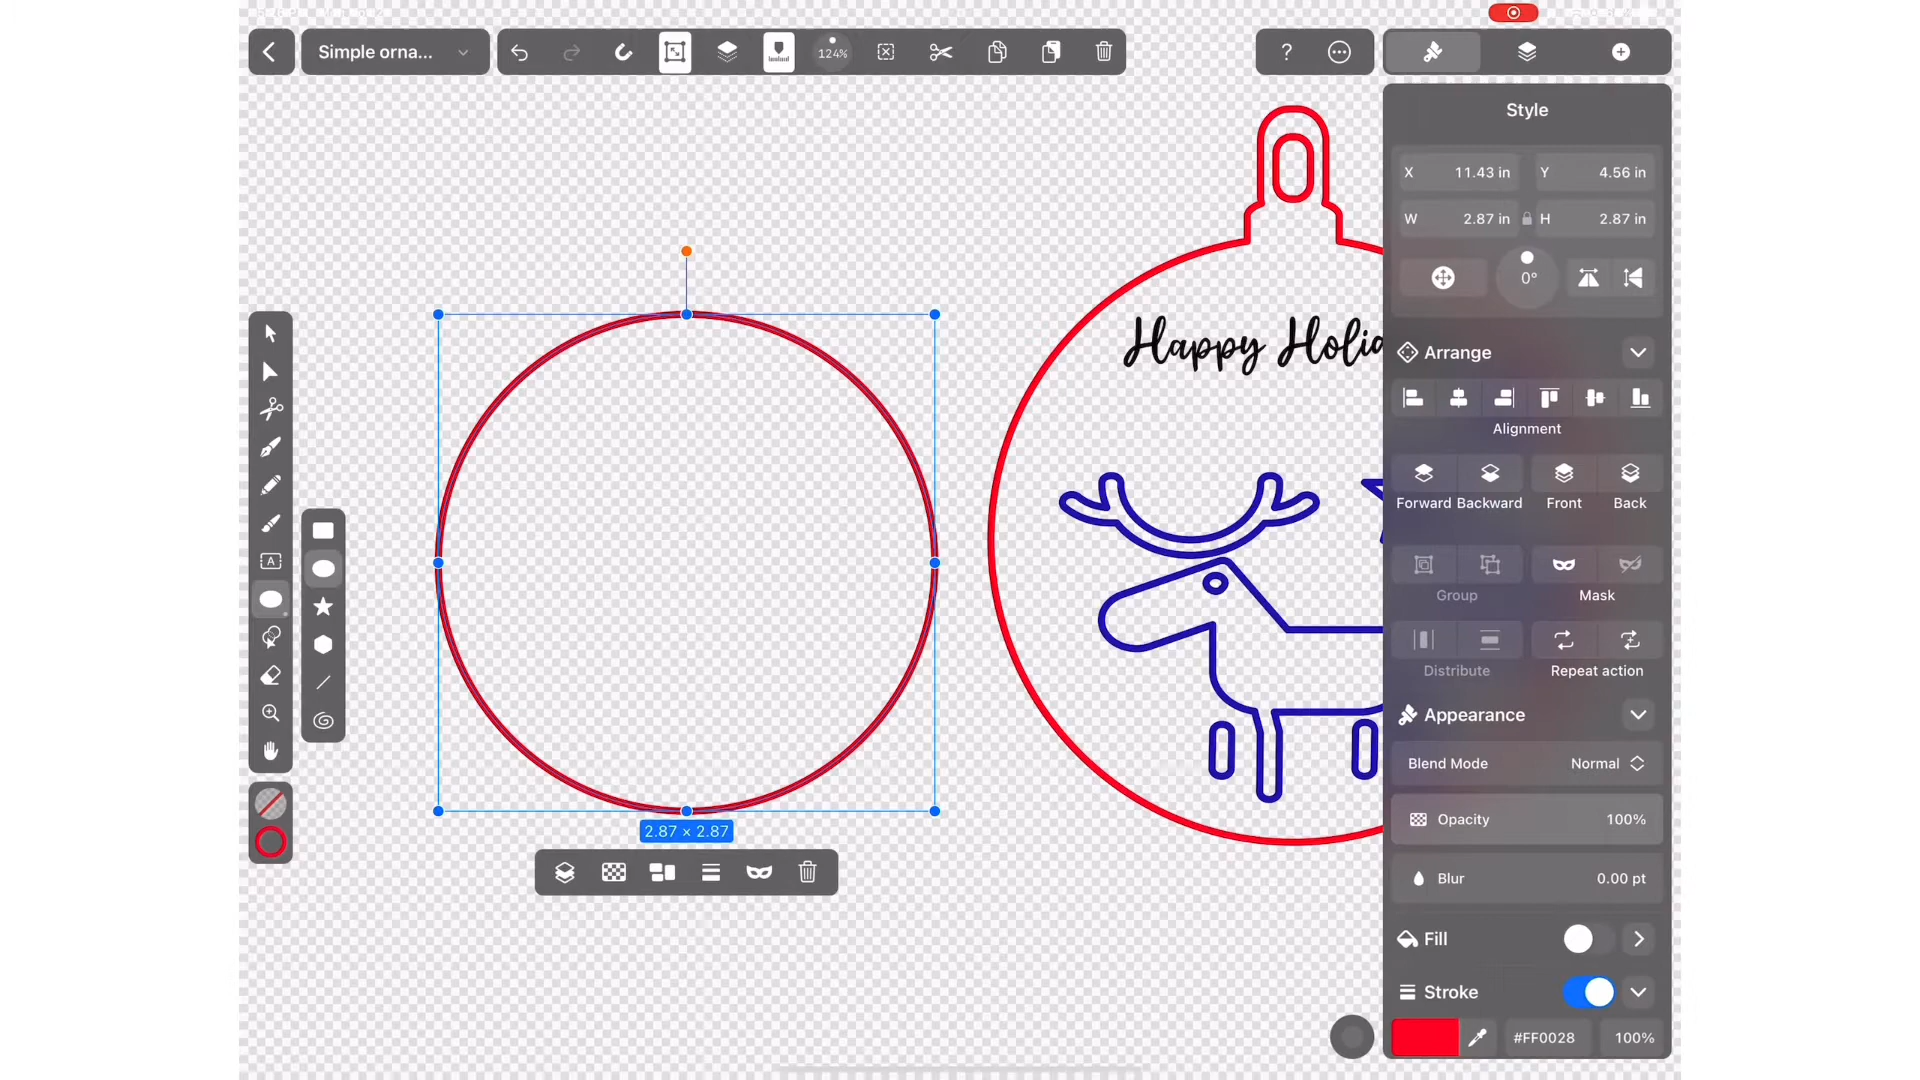 Simple orna...
124%
?
Style
X 11.43 in
Y 4.56 in
W 2.87 in
H 2.87 in
0°
Arrange
Happy Holid
Alignment
Forward
Backward
Front
Back
A
Group
Mask
Distribute
Repeat action
Appearance
Blend Mode Normal
Opacity 100%
2.87 × 2.87
Blur 0.00 pt
Fill
Stroke
#FF0028 100%